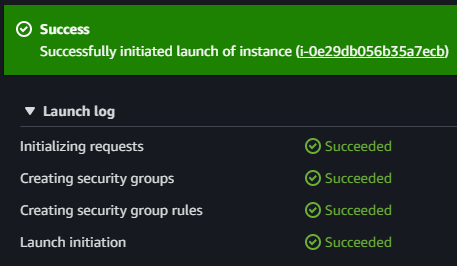 Success
Successfully initiated launch of instance (i-0e29db056b35a7ecb)
Launch log
Initializing requests Succeeded
Creating security groups Succeeded
Creating security group rules Succeeded
Launch initiation Succeeded